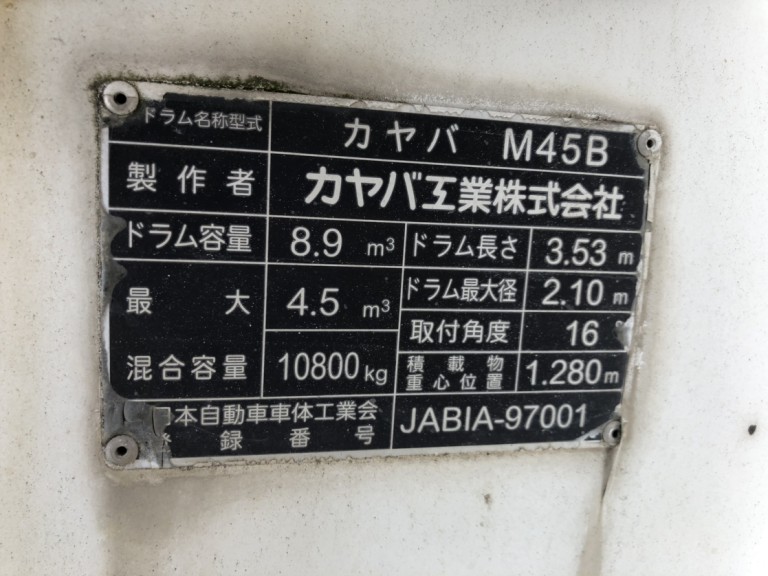 ドラム名称型式 カヤバ M45B
製作者 カヤバ工業株式会社
ドラム容量 8.9 m³ ドラム長さ 3.53 m
最大 4.5 m³ ドラム最大径 2.10 m
取付角度 16
混合容量 10800 kg 積載物 1.280 m
重心位置
本自動車車体工業会 JABIA-97001
録番号